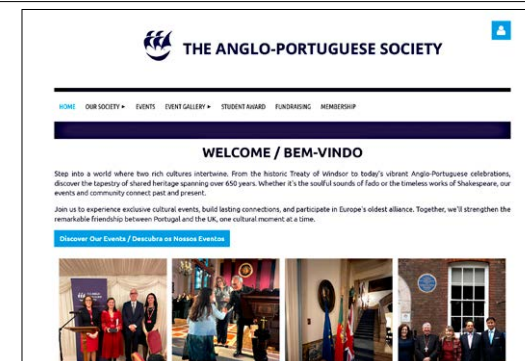 THE ANGLO-PORTUGUESE SOCIETY
HOME OUR SOCIETY ▸ EVENTS EVENT GALLERY ▸ STUDENT AWARD FUNDRAISING MEMBERSHIP
WELCOME / BEM-VINDO
Step into a world where two rich cultures intertwine. From the historic Treaty of Windsor to today's vibrant Anglo-Portuguese celebrations,
discover the tapestry of shared heritage spanning over 650 years. Whether it's the soulful sounds of fado or the timeless works of Shakespeare, our
events and community connect past and present.
Join us to experience exclusive cultural events, build lasting connections, and participate in Europe's oldest alliance. Together, we'll strengthen the
remarkable friendship between Portugal and the UK, one cultural moment at a time.
Discover Our Events / Descubra os Nossos Eventos